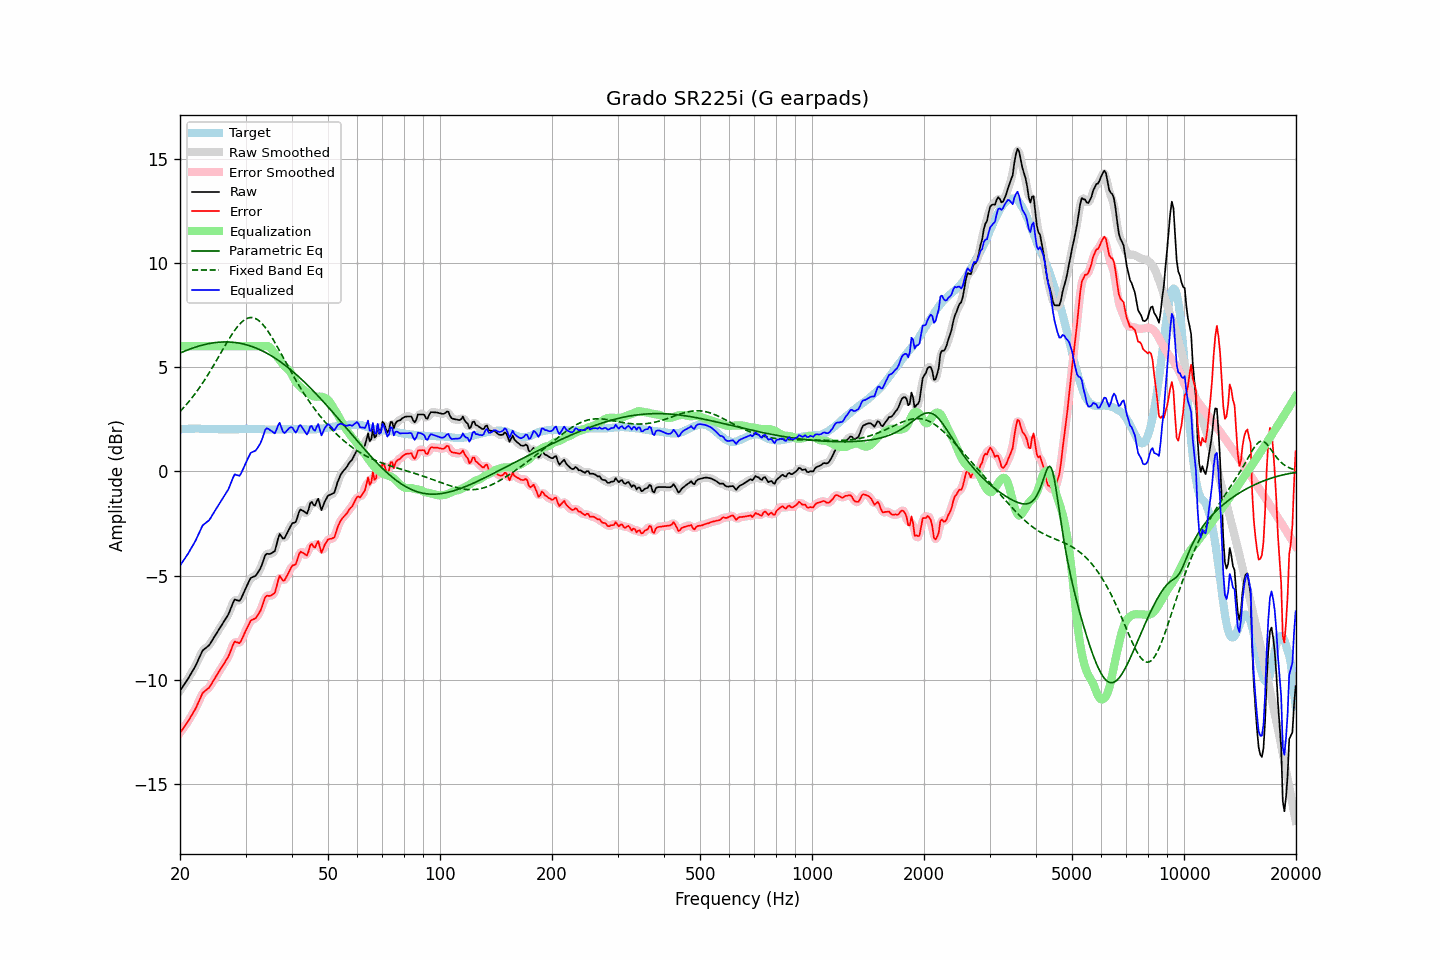 Grado SR225i (G earpads)
Target
Raw Smoothed
Error Smoothed
Raw
Error
Equalization
Parametric Eq
Fixed Band Eq
Equalized
15
10
5
0
−5
−10
−15
Amplitude (dBr)
20 50 100 200 500 1000 2000 5000 10000 20000
Frequency (Hz)